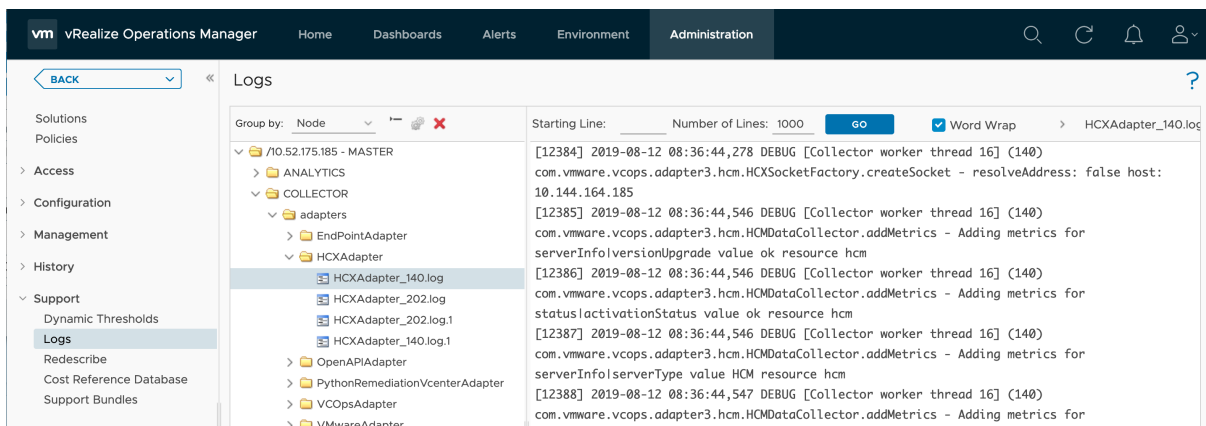 vm vRealize Operations Manager Home Dashboards Alerts Environment Administration
BACK
Logs
?
Solutions
Policies
Access
Configuration
Management
History
Support
Dynamic Thresholds
Logs
Redescribe
Cost Reference Database
Support Bundles
Group by: Node
/10.52.175.185 - MASTER
ANALYTICS
COLLECTOR
adapters
EndPointAdapter
HCXAdapter
HCXAdapter_140.log
HCXAdapter_202.log
HCXAdapter_202.log.1
HCXAdapter_140.log.1
OpenAPIAdapter
PythonRemediationVcenterAdapter
VCOpsAdapter
VMwareAdapter
Starting Line: Number of Lines: 1000 GO Word Wrap > HCXAdapter_140.log
[12384] 2019-08-12 08:36:44,278 DEBUG [Collector worker thread 16] (140)
com.vmware.vcops.adapter3.hcm.HCXSocketFactory.createSocket - resolveAddress: false host:
10.144.164.185
[12385] 2019-08-12 08:36:44,546 DEBUG [Collector worker thread 16] (140)
com.vmware.vcops.adapter3.hcm.HCMDataCollector.addMetrics - Adding metrics for
serverInfo|versionUpgrade value ok resource hcm
[12386] 2019-08-12 08:36:44,546 DEBUG [Collector worker thread 16] (140)
com.vmware.vcops.adapter3.hcm.HCMDataCollector.addMetrics - Adding metrics for
status|activationStatus value ok resource hcm
[12387] 2019-08-12 08:36:44,546 DEBUG [Collector worker thread 16] (140)
com.vmware.vcops.adapter3.hcm.HCMDataCollector.addMetrics - Adding metrics for
serverInfo|serverType value HCM resource hcm
[12388] 2019-08-12 08:36:44,547 DEBUG [Collector worker thread 16] (140)
com.vmware.vcops.adapter3.hcm.HCMDataCollector.addMetrics - Adding metrics for